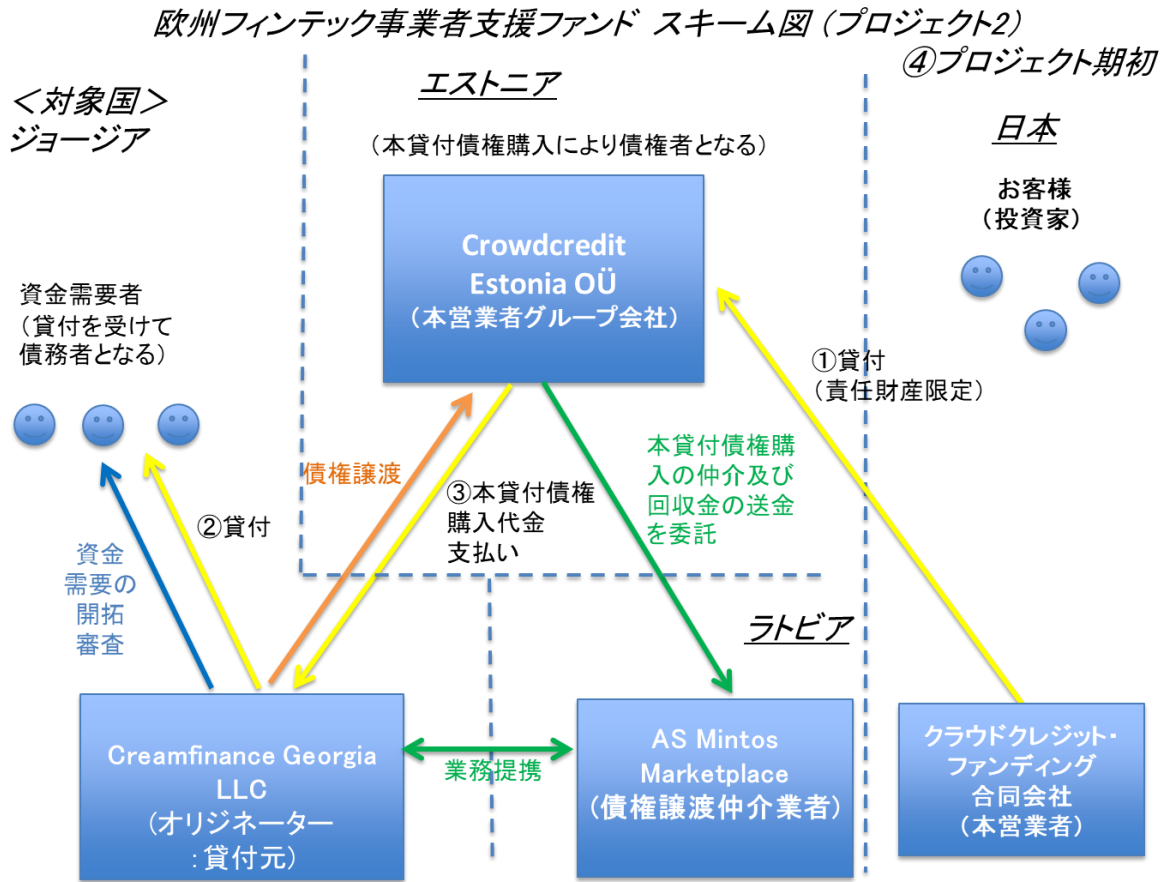 欧州フィンテック事業者支援ファンド スキーム図 (プロジェクト2)
④プロジェクト期初
エストニア
＜対象国＞
ジョージア
日本
(本貸付債権購入により債権者となる)
お客様
(投資家)
Crowdcredit
Estonia OÜ
(本営業者グループ会社)
資金需要者
(貸付を受けて
債務者となる)
①貸付
(責任財産限定)
債権譲渡
本貸付債権購
入の仲介及び
回収金の送金
を委託
③本貸付債権
購入代金
支払い
②貸付
資金
需要の
開拓
審査
ラトビア
Creamfinance Georgia
LLC
(オリジネーター
:貸付元)
業務提携
AS Mintos
Marketplace
(債権譲渡仲介業者)
クラウドクレジット・
ファンディング
合同会社
(本営業者)